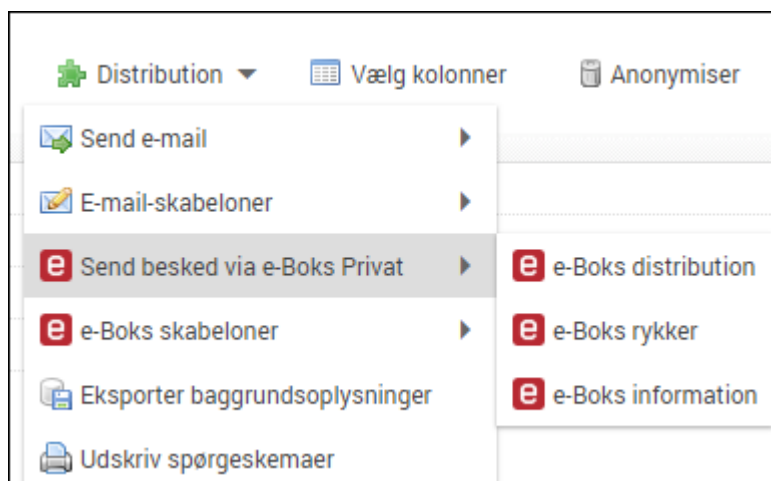 Distribution
Vælg kolonner
Anonymiser
Send e-mail
E-mail-skabeloner
Send besked via e-Boks Privat
e-Boks distribution
e-Boks skabeloner
e-Boks rykker
Eksporter baggrundsoplysninger
e-Boks information
Udskriv spørgeskemaer